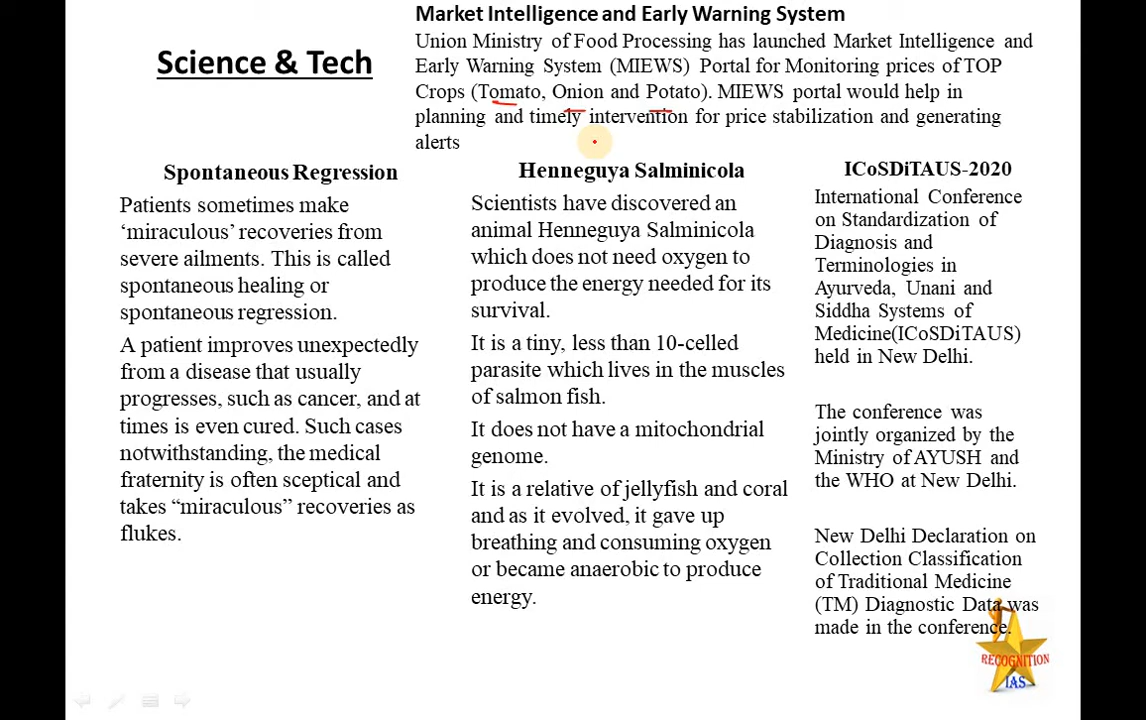 Science & Tech
Market Intelligence and Early Warning System
Union Ministry of Food Processing has launched Market Intelligence and
Early Warning System (MIEWS) Portal for Monitoring prices of TOP
Crops (Tomato, Onion and Potato). MIEWS portal would help in
planning and timely intervention for price stabilization and generating
alerts
Spontaneous Regression
Patients sometimes make
‘miraculous’ recoveries from
severe ailments. This is called
spontaneous healing or
spontaneous regression.
A patient improves unexpectedly
from a disease that usually
progresses, such as cancer, and at
times is even cured. Such cases
notwithstanding, the medical
fraternity is often sceptical and
takes “miraculous” recoveries as
flukes.
Henneguya Salminicola
Scientists have discovered an
animal Henneguya Salminicola
which does not need oxygen to
produce the energy needed for its
survival.
It is a tiny, less than 10-celled
parasite which lives in the muscles
of salmon fish.
It does not have a mitochondrial
genome.
It is a relative of jellyfish and coral
and as it evolved, it gave up
breathing and consuming oxygen
or became anaerobic to produce
energy.
ICoSDiTAUS-2020
International Conference
on Standardization of
Diagnosis and
Terminologies in
Ayurveda, Unani and
Siddha Systems of
Medicine(ICoSDiTAUS)
held in New Delhi.
The conference was
jointly organized by the
Ministry of AYUSH and
the WHO at New Delhi.
New Delhi Declaration on
Collection Classification
of Traditional Medicine
(TM) Diagnostic Data was
made in the conference.
RECOGNITION
IAS